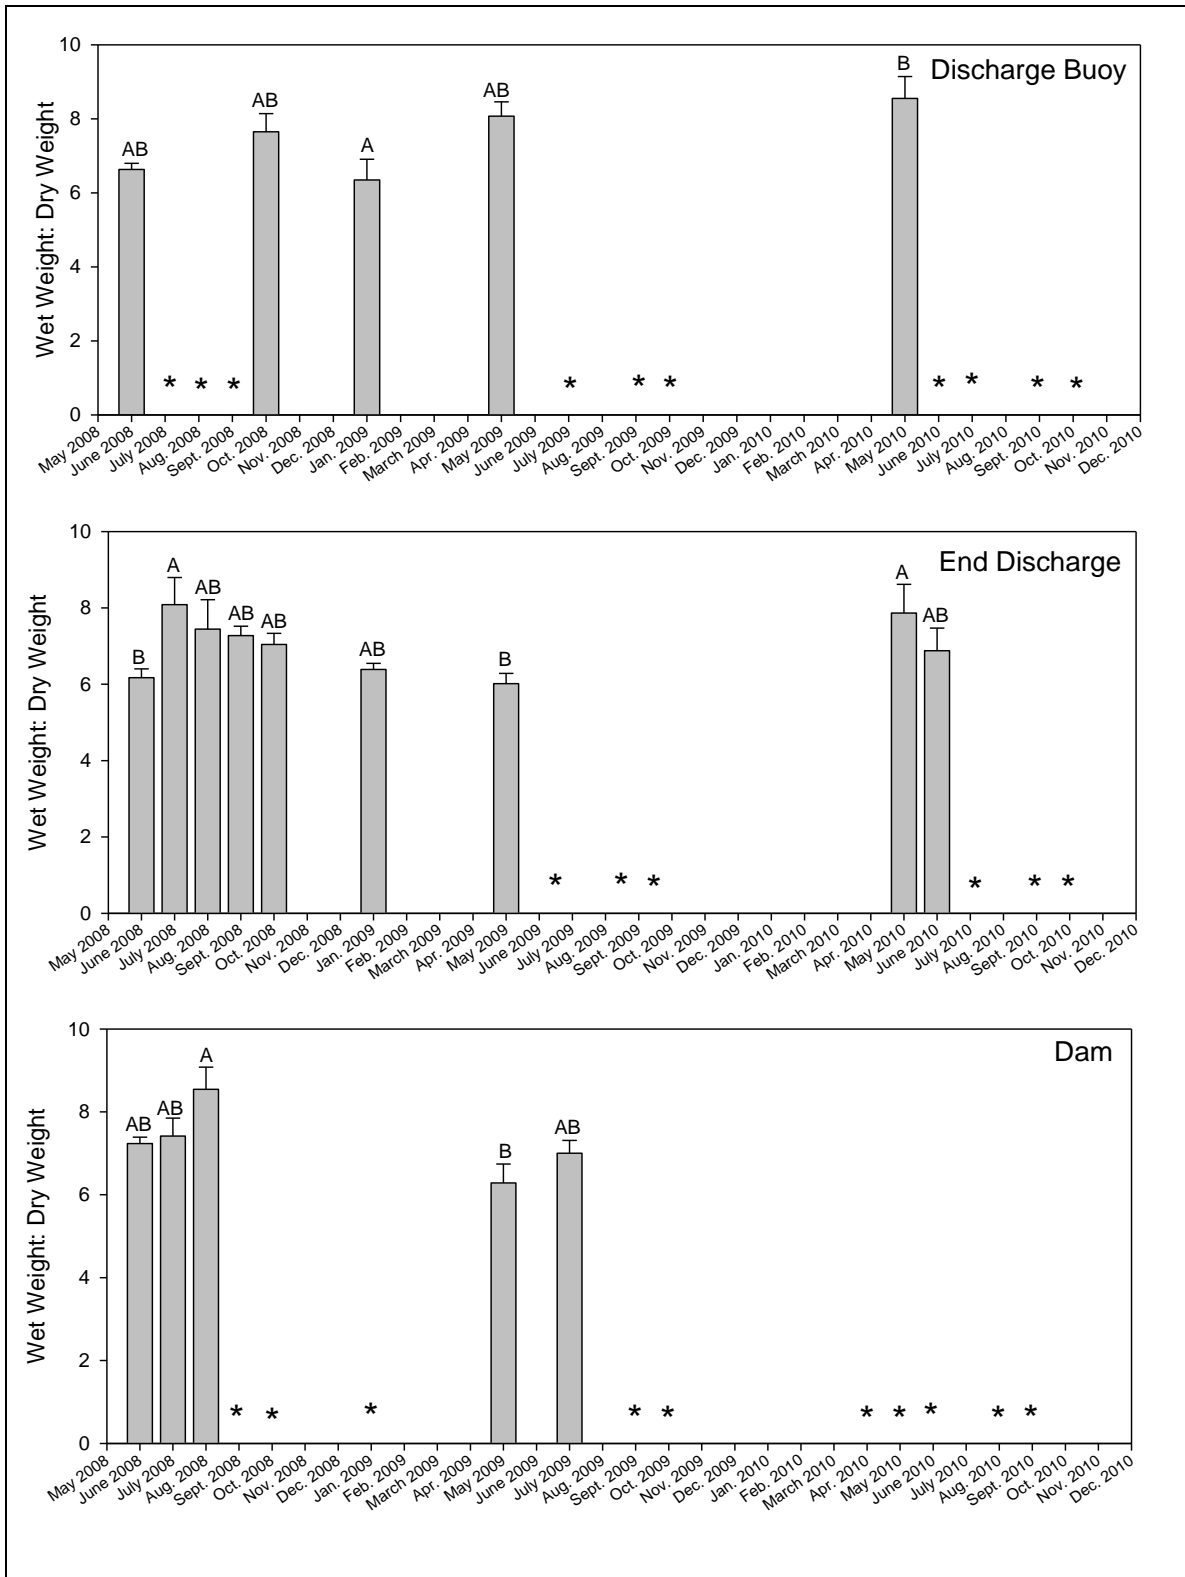 Discharge Buoy
Wet Weight: Dry Weight
10
8
6
4
2
0
AB
AB
A
AB
B
* * * * * * * * * *
May 2008
June 2008
July 2008
Aug. 2008
Sept. 2008
Oct. 2008
Nov. 2008
Dec. 2008
Jan. 2009
Feb. 2009
March 2009
Apr. 2009
May 2009
June 2009
July 2009
Aug. 2009
Sept. 2009
Oct. 2009
Nov. 2009
Dec. 2009
Jan. 2010
Feb. 2010
March 2010
Apr. 2010
May 2010
June 2010
July 2010
Aug. 2010
Sept. 2010
Oct. 2010
Nov. 2010
Dec. 2010
End Discharge
Wet Weight: Dry Weight
10
8
6
4
2
0
B
A
AB
AB
AB
AB
B
A
AB
* * * * * *
May 2008
June 2008
July 2008
Aug. 2008
Sept. 2008
Oct. 2008
Nov. 2008
Dec. 2008
Jan. 2009
Feb. 2009
March 2009
Apr. 2009
May 2009
June 2009
July 2009
Aug. 2009
Sept. 2009
Oct. 2009
Nov. 2009
Dec. 2009
Jan. 2010
Feb. 2010
March 2010
Apr. 2010
May 2010
June 2010
July 2010
Aug. 2010
Sept. 2010
Oct. 2010
Nov. 2010
Dec. 2010
Dam
Wet Weight: Dry Weight
10
8
6
4
2
0
AB
AB
A
B
AB
* * * * * * * * * *
May 2008
June 2008
July 2008
Aug. 2008
Sept. 2008
Oct. 2008
Nov. 2008
Dec. 2008
Jan. 2009
Feb. 2009
March 2009
Apr. 2009
May 2009
June 2009
July 2009
Aug. 2009
Sept. 2009
Oct. 2009
Nov. 2009
Dec. 2009
Jan. 2010
Feb. 2010
March 2010
Apr. 2010
May 2010
June 2010
July 2010
Aug. 2010
Sept. 2010
Oct. 2010
Nov. 2010
Dec. 2010